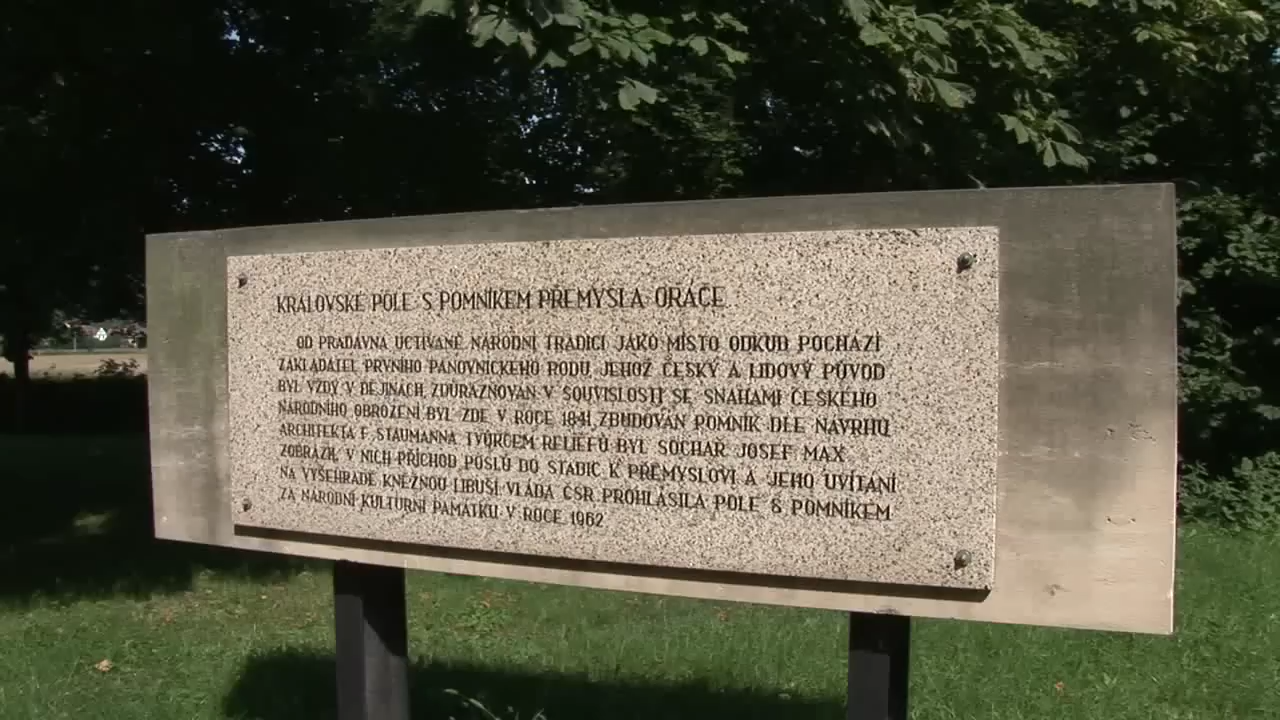 KRÁLOVSKÉ POLE S POMNÍKEM PŘEMYSLA ORÁČE
OD PRADÁVNA UCTÍVANÉ NÁRODNÍ TRADICÍ JAKO MÍSTO ODKUD POCHÁZÍ
ZAKLADATEL PRVNÍHO PANOVNICKÉHO RODU, JEHOŽ ČESKÝ A LIDOVÝ PŮVOD
BYL VŽDY V DĚJINÁCH ZDŮRAZŇOVÁN V SOUVISLOSTI SE SNAHAMI ČESKÉHO
NÁRODNÍHO OBROZENÍ BYL ZDE V ROCE 1841 ZBUDOVÁN POMNÍK DLE NÁVRHU
ARCHITEKTA F. STAUMANNA TVŮRCEM RELIÉFŮ BYL SOCHAŘ JOSEF MAX
ZOBRAZIL V NICH PŘÍCHOD POSLŮ DO STADIC K PŘEMYSLOVI A JEHO UVÍTÁNÍ
NA VYŠEHRADĚ KNĚŽNOU LIBUŠÍ VLÁDA ČSR PROHLÁSILA POLE S POMNÍKEM
ZA NÁRODNÍ KULTURNÍ PAMÁTKU V ROCE 1962